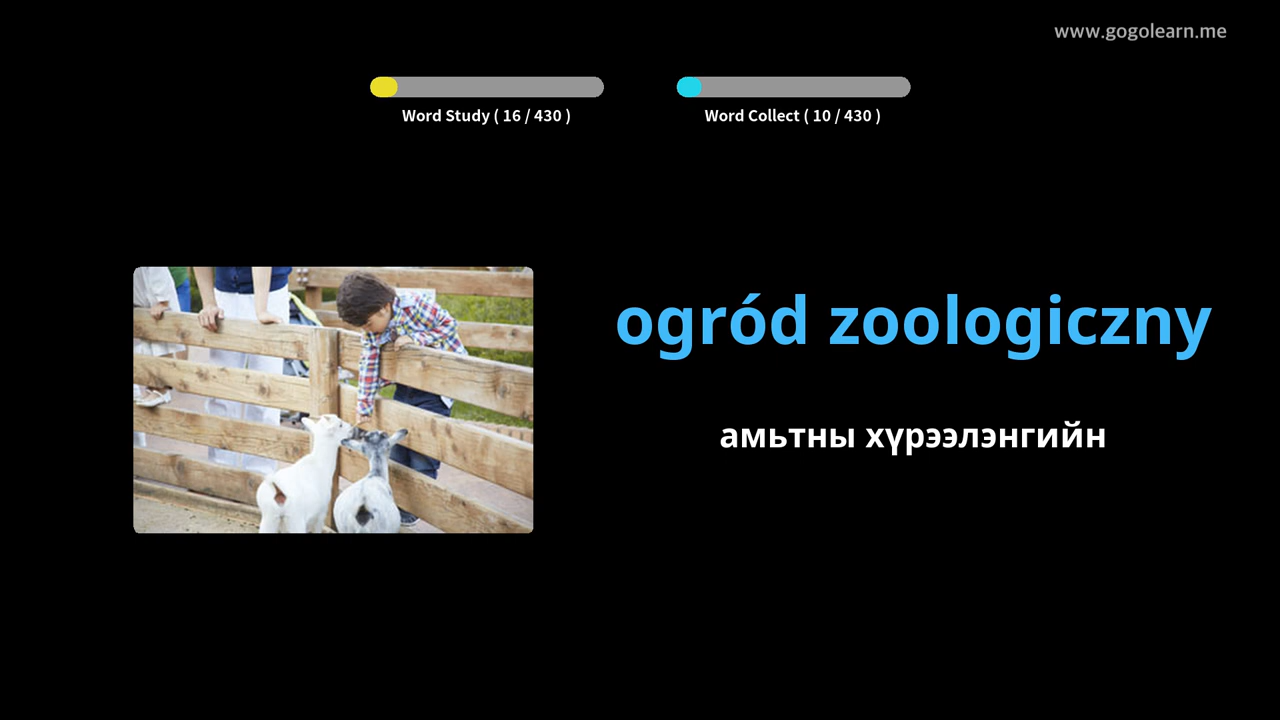 www.gogolearn.me
Word Study ( 16 / 430 )
Word Collect ( 10 / 430 )
ogród zoologiczny
амьтны хүрээлэнгийн